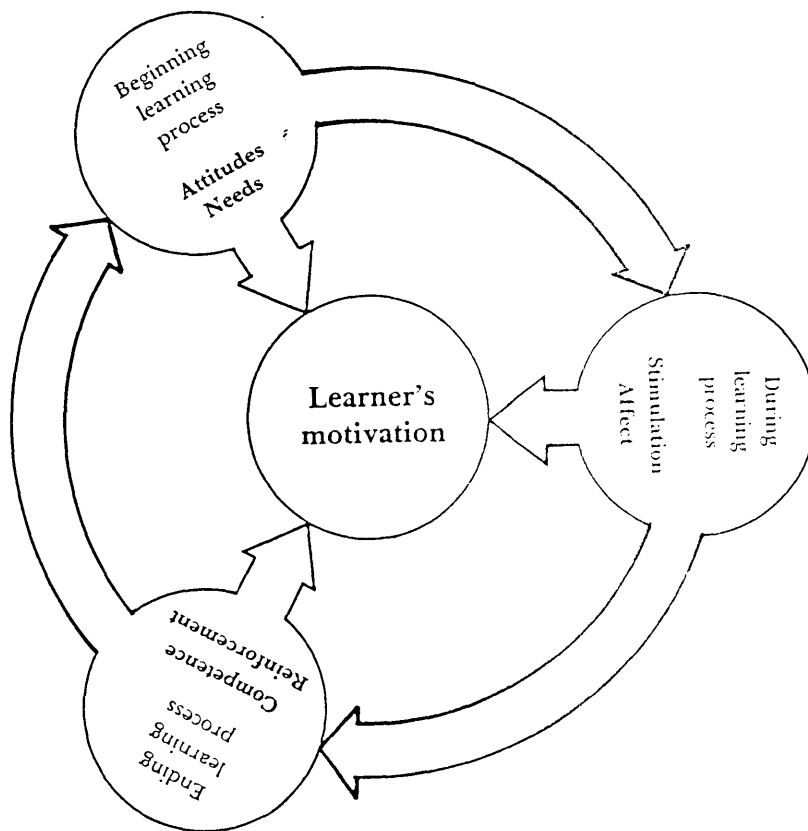 Beginning
learning
process
Attitudes
Needs
During
learning
process
Stimulation
Affect
Ending
learning
process
Competence
Reinforcement
Learner's
motivation